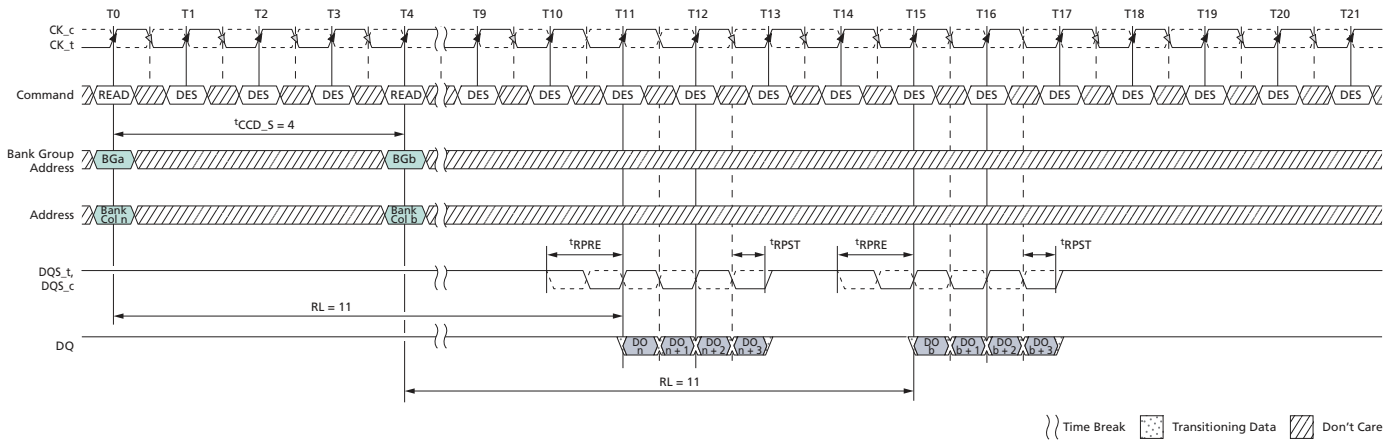 T0 T1 T2 T3 T4 T9 T10 T11 T12 T13 T14 T15 T16 T17 T18 T19 T20 T21
CK_c
CK_t
Command READ DES DES DES READ DES DES DES DES DES DES DES DES DES DES DES DES DES
tCCD_S = 4
Bank Group
Address
BGa BGb
Address
Bank
Col n
Bank
Col b
tRPRE tRPST tRPRE tRPST
DQS_t,
DQS_c
RL = 11
DQ
DO
n
DO
n + 1
DO
n + 2
DO
n + 3
DO
b
DO
b + 1
DO
b + 2
DO
b + 3
RL = 11
Time Break Transitioning Data Don't Care